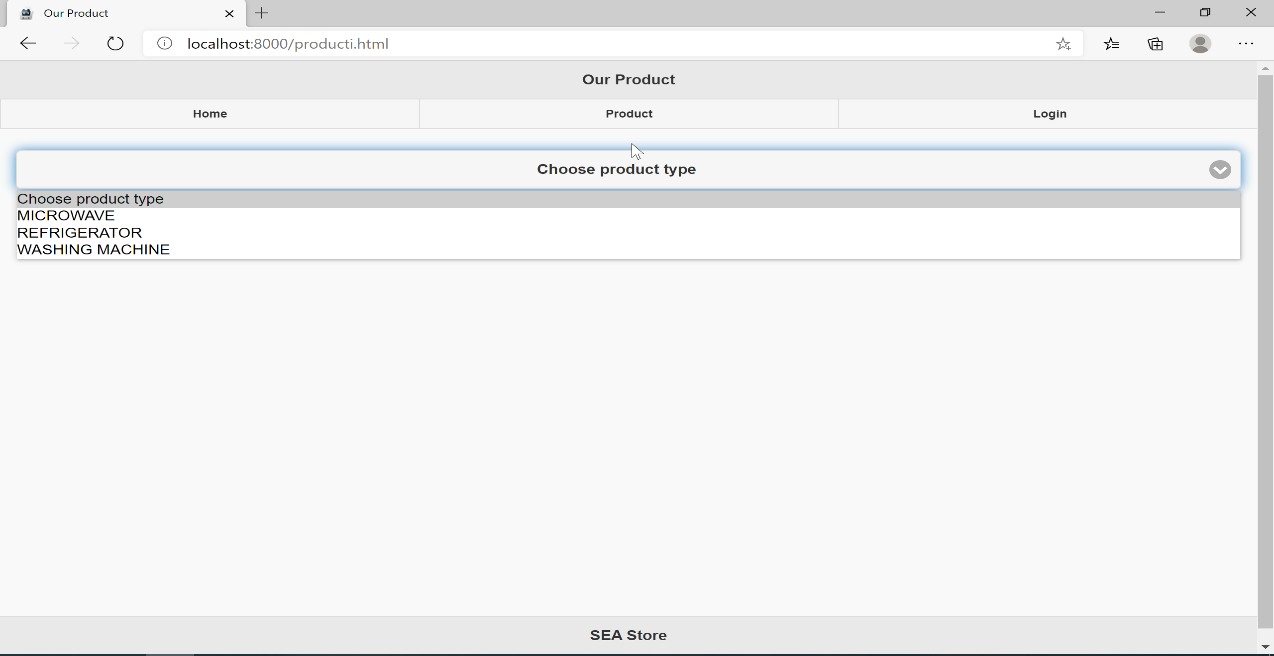 Our Product
localhost:8000/producti.html
Our Product
Home
Product
Login
Choose product type
Choose product type
MICROWAVE
REFRIGERATOR
WASHING MACHINE
SEA Store